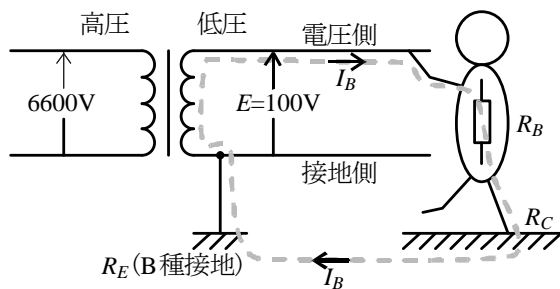 高圧
低圧
電圧側
I_B
6600V
E=100V
R_B
接地側
R_C
R_E(B種接地)
I_B